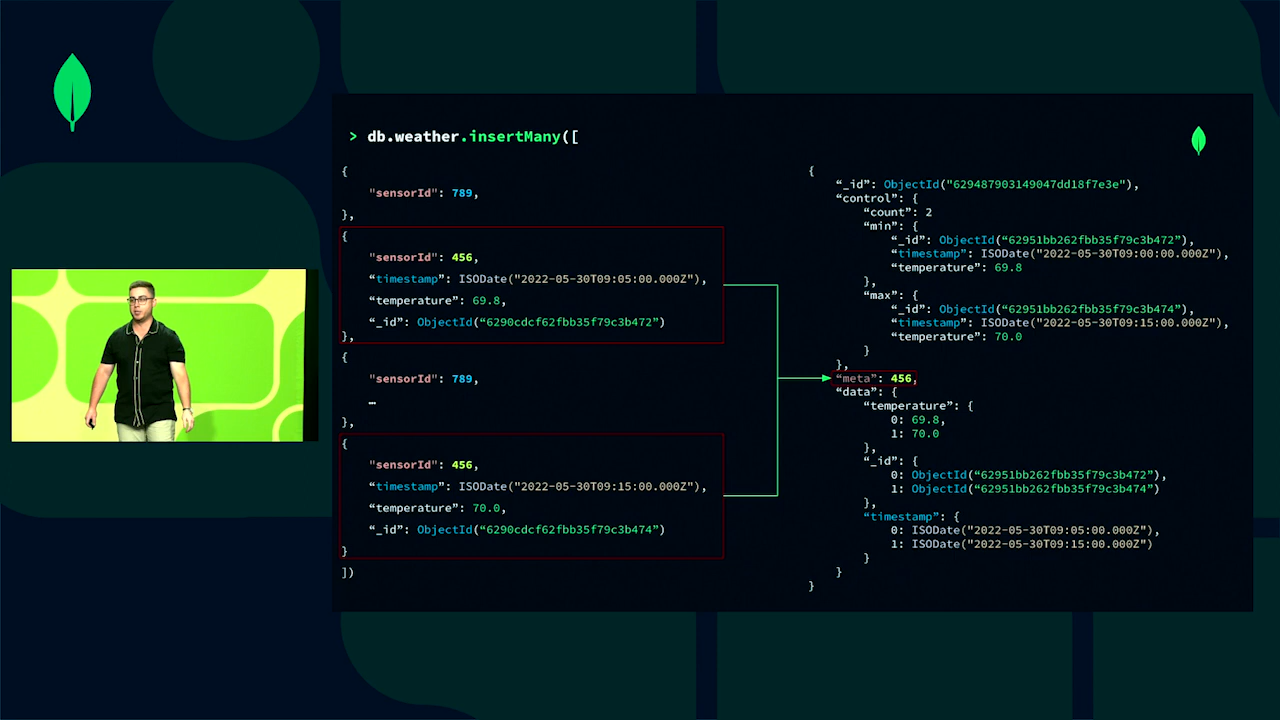 > db.weather.insertMany([
{
"sensorId": 789,
},
{
"sensorId": 456,
“timestamp”: ISODate("2022-05-30T09:05:00.000Z"),
“temperature”: 69.8,
“_id”: ObjectId(“6290cdcf62fbb35f79c3b472”)
},
{
"sensorId": 789,
…
},
{
"sensorId": 456,
“timestamp”: ISODate("2022-05-30T09:15:00.000Z"),
“temperature”: 70.0,
“_id”: ObjectId(“6290cdcf62fbb35f79c3b474”)
}
])
{
“_id”: ObjectId("629487903149047dd18f7e3e"),
“control”: {
“count”: 2
“min”: {
“_id”: ObjectId(“62951bb262fbb35f79c3b472”),
“timestamp”: ISODate("2022-05-30T09:00:00.000Z"),
“temperature”: 69.8
},
“max”: {
“_id”: ObjectId(“62951bb262fbb35f79c3b474”),
“timestamp”: ISODate("2022-05-30T09:15:00.000Z"),
“temperature”: 70.0
}
},
“meta”: 456,
“data”: {
“temperature”: {
0: 69.8,
1: 70.0
},
“_id”: {
0: ObjectId(“62951bb262fbb35f79c3b472”),
1: ObjectId(“62951bb262fbb35f79c3b474”)
},
“timestamp”: {
0: ISODate("2022-05-30T09:05:00.000Z"),
1: ISODate("2022-05-30T09:15:00.000Z")
}
}
}